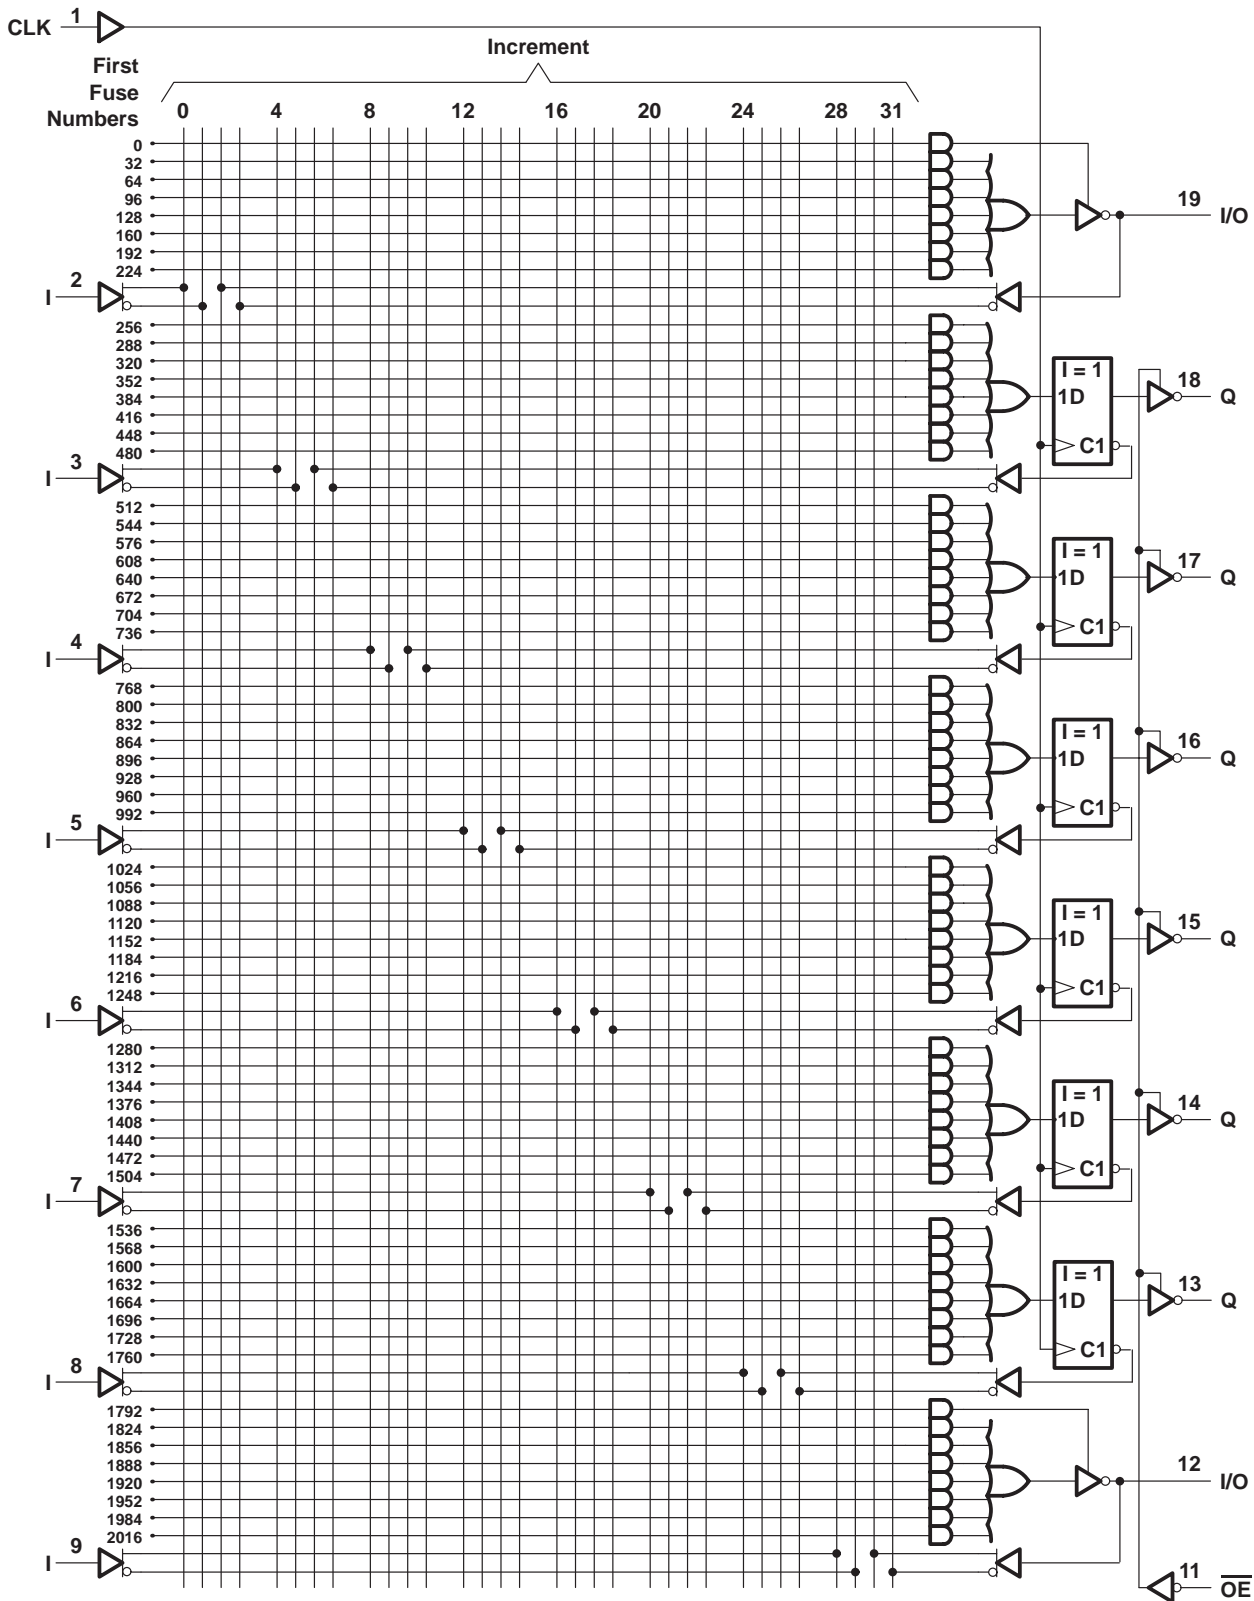 CLK 1
Increment
First
Fuse
Numbers
0 4 8 12 16 20 24 28 31
0
32
64
96
128
160
192
224
19 I/O
I 2
256
288
320
352
384
416
448
480
I = 1
1D
C1
18 Q
I 3
512
544
576
608
640
672
704
736
I = 1
1D
C1
17 Q
I 4
768
800
832
864
896
928
960
992
I = 1
1D
C1
16 Q
I 5
1024
1056
1088
1120
1152
1184
1216
1248
I = 1
1D
C1
15 Q
I 6
1280
1312
1344
1376
1408
1440
1472
1504
I = 1
1D
C1
14 Q
I 7
1536
1568
1600
1632
1664
1696
1728
1760
I = 1
1D
C1
13 Q
I 8
1792
1824
1856
1888
1920
1952
1984
2016
12 I/O
I 9
11 O̅E̅